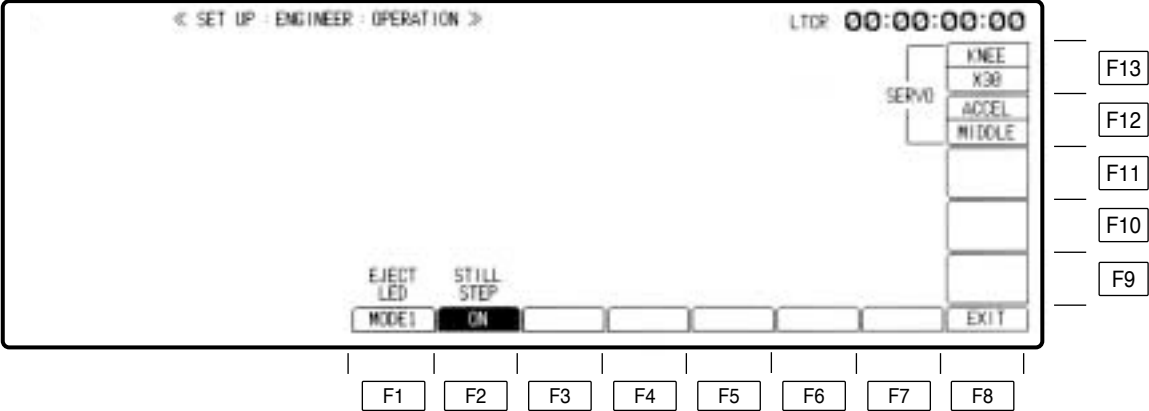 ≪ SET UP : ENGINEER : OPERATION ≫
LTCR 00:00:00:00
KNEE
X30
SERVO
ACCEL
MIDDLE
F13
F12
F11
F10
F9
EJECT
LED
MODE1
STILL
STEP
ON
EXIT
F1 F2 F3 F4 F5 F6 F7 F8